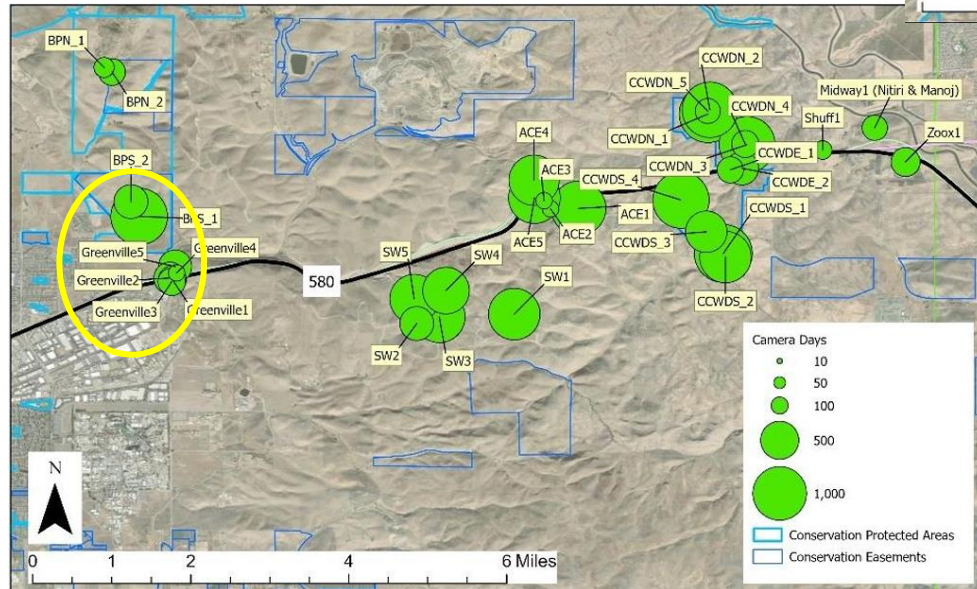 BPN_1
BPN_2
BPS_2
BPS_1
Greenville5
Greenville4
Greenville2
Greenville3
Greenville1
580
SW5
SW4
SW1
SW2
SW3
ACE4
ACE3
ACE5
ACE2
ACE1
CCWDS_4
CCWDN_2
CCWDN_5
CCWDN_4
CCWDN_1
CCWDN_3
CCWDE_1
CCWDE_2
CCWDS_1
CCWDS_3
CCWDS_2
Shuff1
Midway1 (Nitiri & Manoj)
Zoox1
Camera Days
10
50
100
500
1,000
Conservation Protected Areas
Conservation Easements
N
0 1 2 4 6 Miles